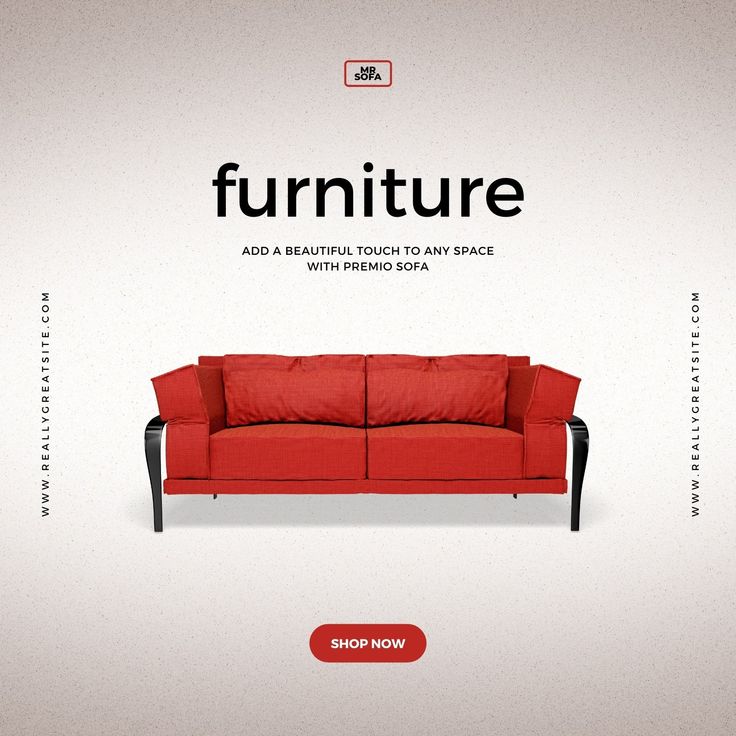 MR
SOFA
furniture
ADD A BEAUTIFUL TOUCH TO ANY SPACE
WITH PREMIO SOFA
WWW.REALLYGREATSITE.COM
WWW.REALLYGREATSITE.COM
SHOP NOW